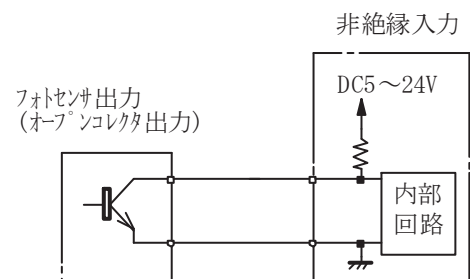 非絶縁入力
DC5～24V
フォトセンサ出力
（オープンコレクタ出力）
内部
回路